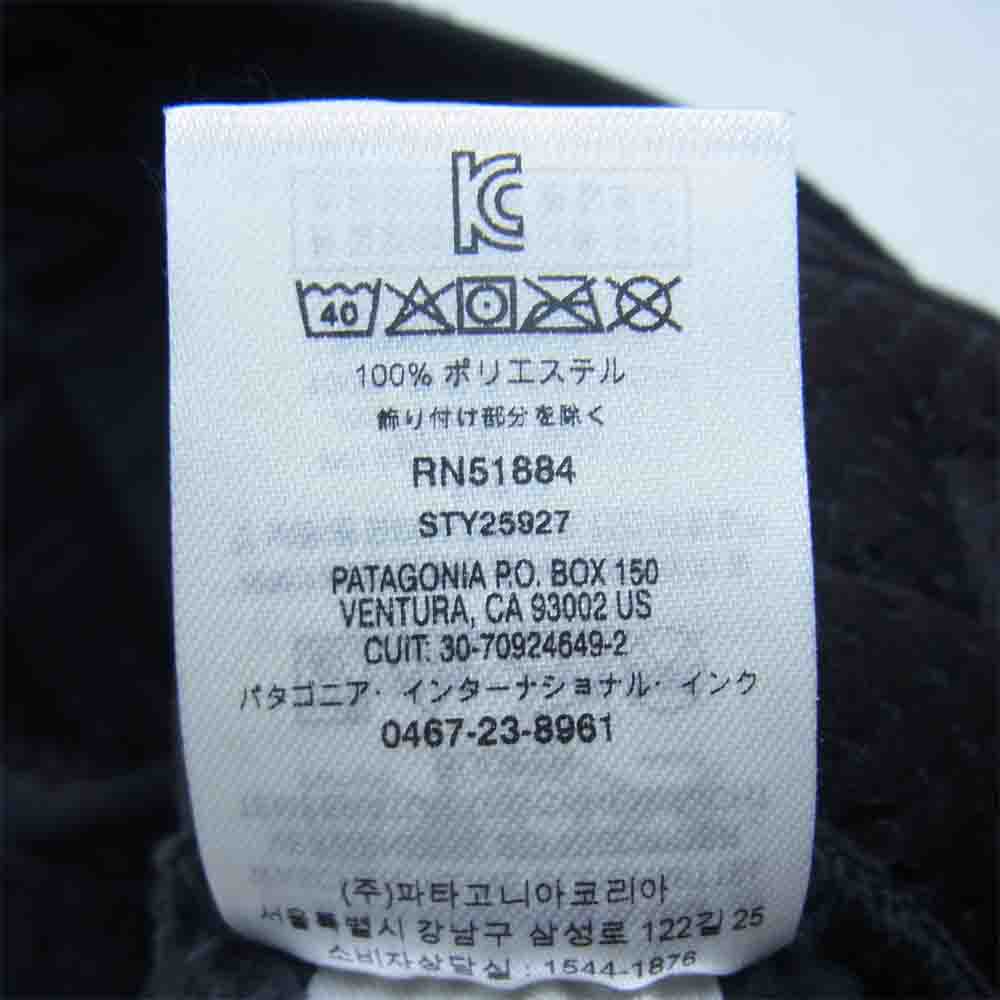 KC
40
100% ポリエステル
飾り付け部分を除く
RN51884
STY25927
PATAGONIA P.O. BOX 150
VENTURA, CA 93002 US
CUIT: 30-70924649-2
パタゴニア・インターナショナル・インク
0467-23-8961
(주)파타고니아코리아
서울특별시 강남구 삼성로 122길 25
소비자상담실 : 1544-1876